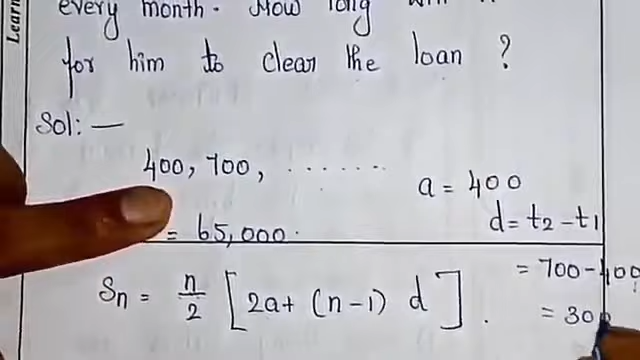 Learn
every month. How long
for him to clear the loan ?
Sol: —
400, 700, .......
a = 400
= 65,000.
d = t2 - t1
= 700 - 400
Sn = n/2 [2a + (n-1) d].
= 300